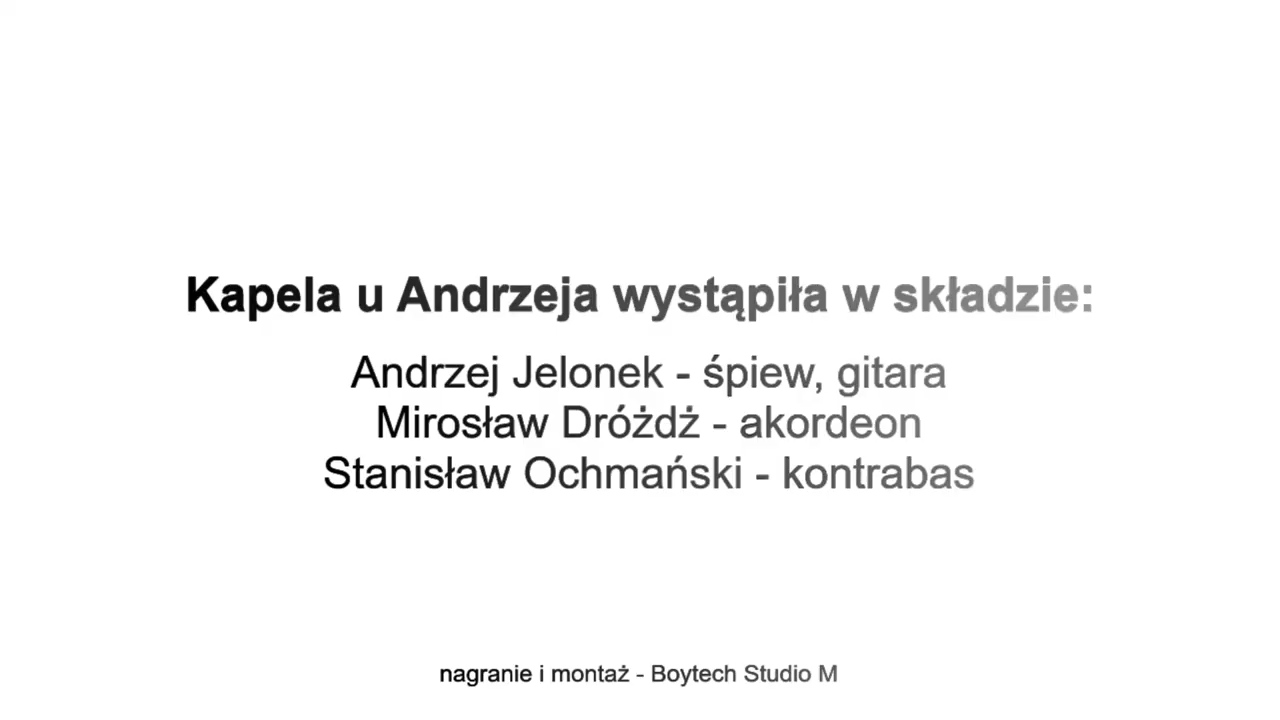 Kapela u Andrzeja wystąpiła w składzie:
Andrzej Jelonek - śpiew, gitara
Mirosław Dróżdż - akordeon
Stanisław Ochmański - kontrabas
nagranie i montaż - Boytech Studio M